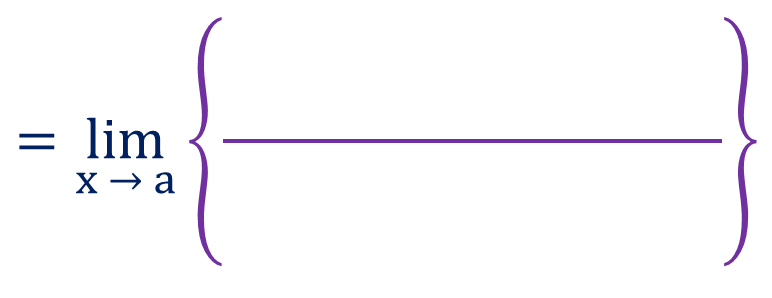 = lim { }
x → a